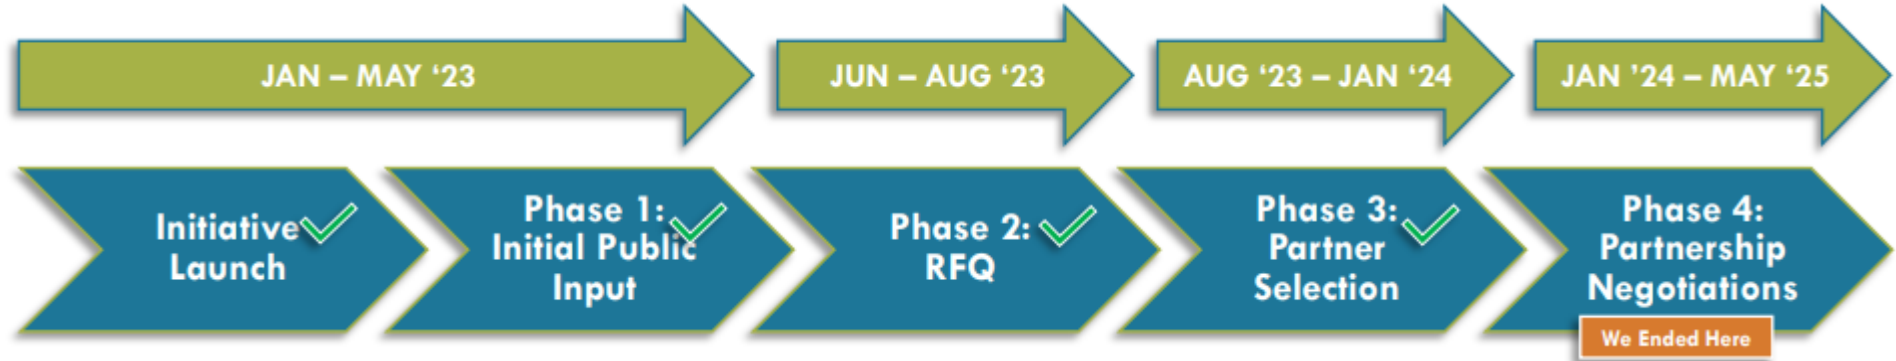 JAN – MAY ‘23
JUN – AUG ‘23
AUG ‘23 – JAN ‘24
JAN ’24 – MAY ‘25
Initiative
Launch
Phase 1:
Initial Public
Input
Phase 2:
RFQ
Phase 3:
Partner
Selection
Phase 4:
Partnership
Negotiations
We Ended Here